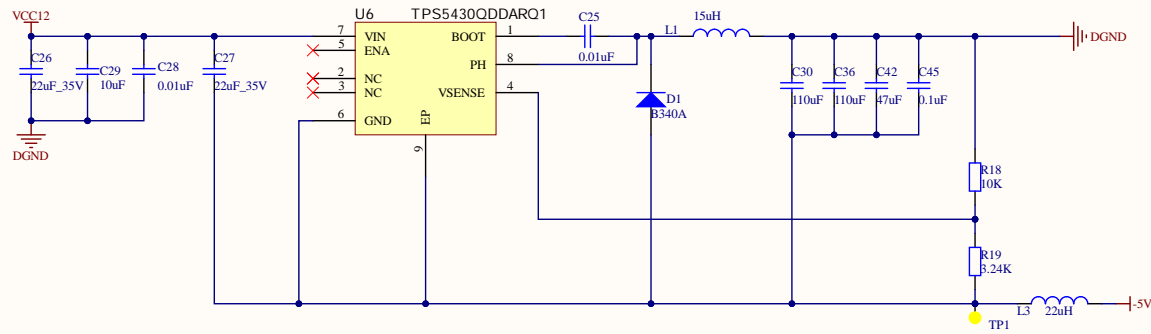 U6 TPS5430QDDARQ1
VCC12
C26
22uF_35V
C29
10uF
C28
0.01uF
C27
22uF_35V
DGND
7 VIN
5 ENA
2 NC
3 NC
6 GND
EP
9
BOOT 1
PH 8
VSENSE 4
C25
0.01uF
L1
15uH
D1
B340A
C30
110uF
C36
110uF
C42
47uF
C45
0.1uF
DGND
R18
10K
R19
3.24K
TP1
L3 22uH
-5V